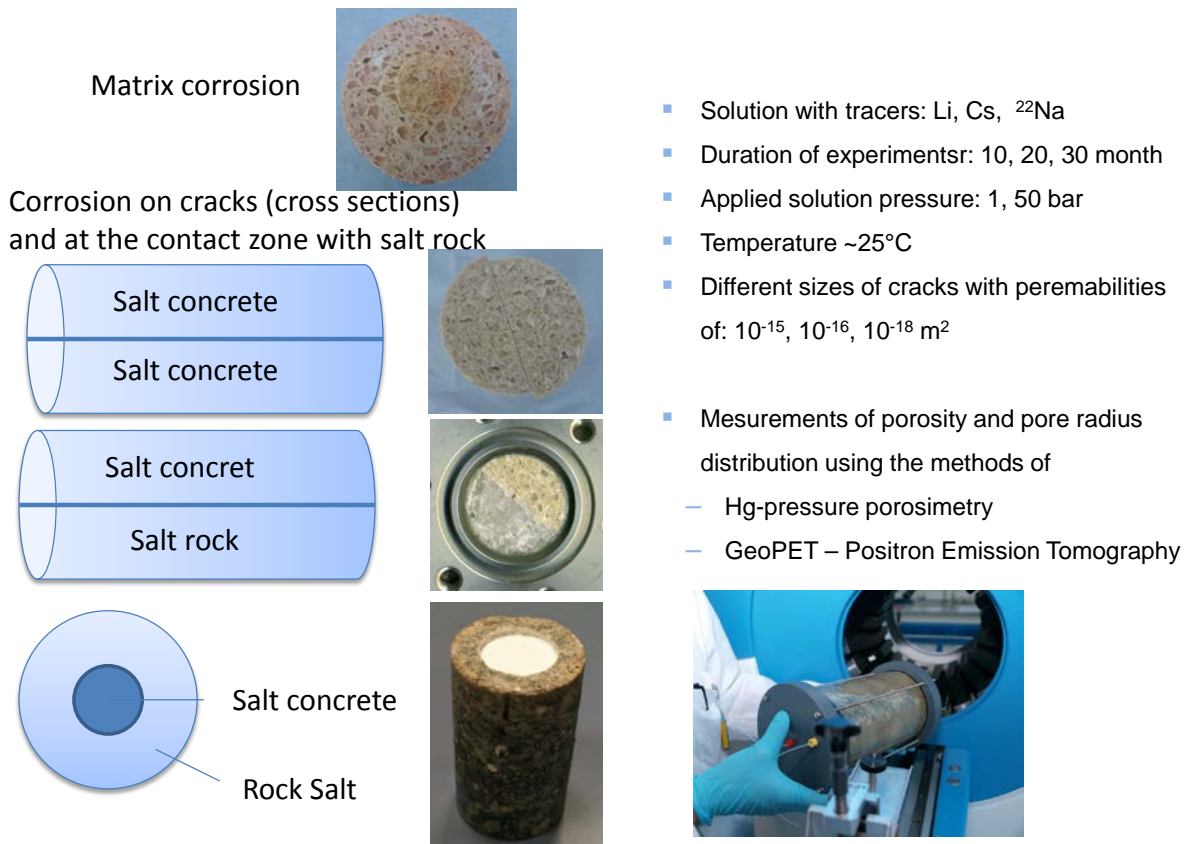 Matrix corrosion
Corrosion on cracks (cross sections)
and at the contact zone with salt rock
Salt concrete
Salt concrete
Salt concret
Salt rock
Salt concrete
Rock Salt
▪ Solution with tracers: Li, Cs, ²²Na
▪ Duration of experimentsr: 10, 20, 30 month
▪ Applied solution pressure: 1, 50 bar
▪ Temperature ~25°C
▪ Different sizes of cracks with peremabilities
of: 10⁻¹⁵, 10⁻¹⁶, 10⁻¹⁸ m²
▪ Mesurements of porosity and pore radius
distribution using the methods of
– Hg-pressure porosimetry
– GeoPET – Positron Emission Tomography